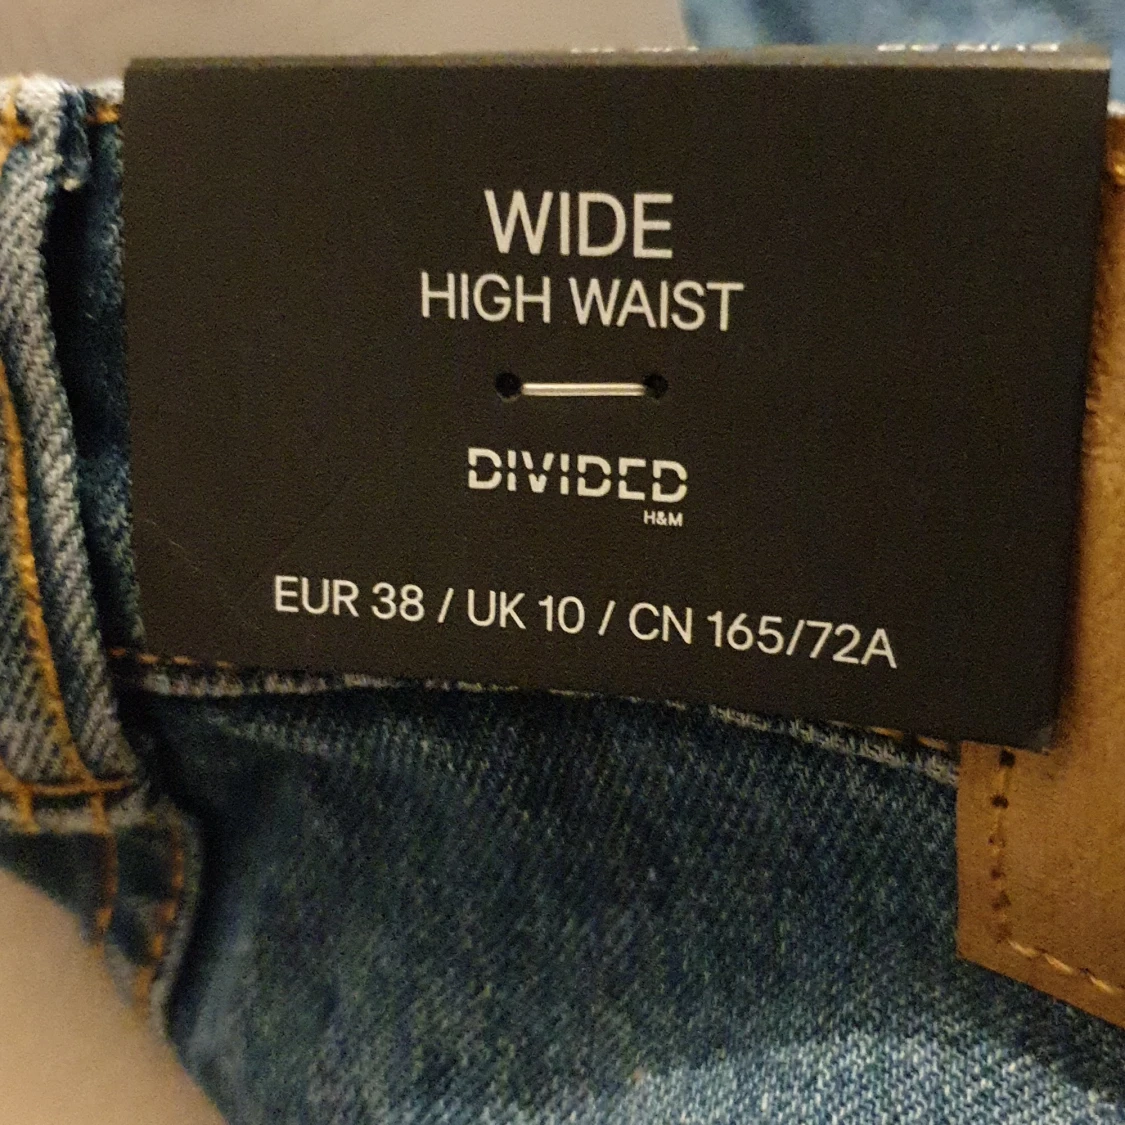 WIDE
HIGH WAIST
DIVIDED
H&M
EUR 38 / UK 10 / CN 165/72A